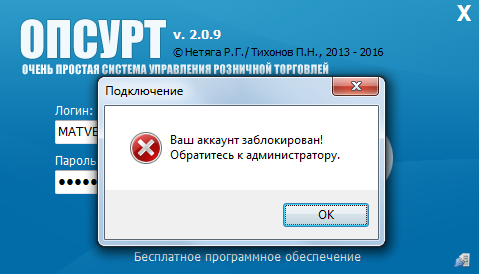 ОПСУРТ
v. 2.0.9
© Нетяга Р.Г./ Тихонов П.Н., 2013 - 2016
ОЧЕНЬ ПРОСТАЯ СИСТЕМА УПРАВЛЕНИЯ РОЗНИЧНОЙ ТОРГОВЛЕЙ
X
Подключение
Логин:
MATVE
Ваш аккаунт заблокирован!
Обратитесь к администратору.
Пароль
OK
Бесплатное программное обеспечение